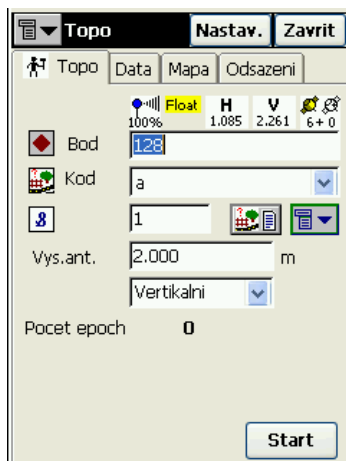 Topo Nastav. Zavrit
Topo Data Mapa Odsazeni
Float H V
100% 1.085 2.261 6+0
Bod 128
Kod a
1
Vys.ant. 2.000 m
Vertikalni
Pocet epoch 0
Start